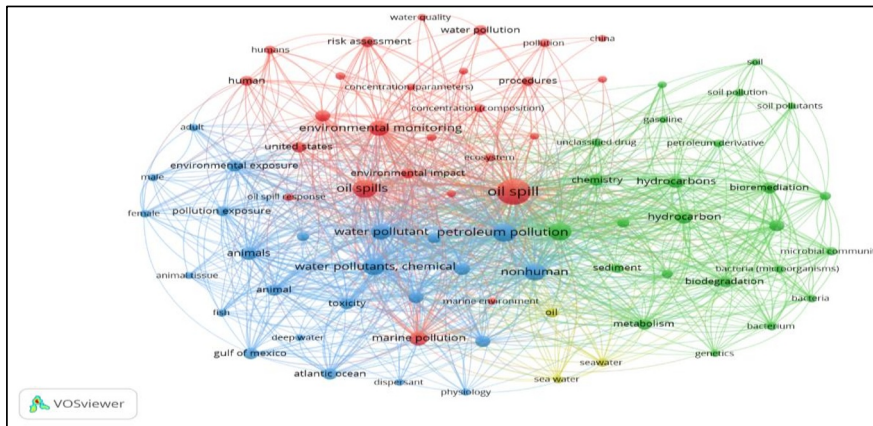 water quality
water pollution
humans
risk assessment
pollution
china
human
concentration (parameters)
procedures
soil
soil pollution
soil pollutants
concentration (composition)
gasoline
adult
environmental monitoring
united states
unclassified drug
petroleum derivative
ecosystem
environmental exposure
environmental impact
male
oil spills
oil spill
chemistry
hydrocarbons
bioremediation
oil spill response
female
pollution exposure
hydrocarbon
water pollutant
petroleum pollution
animals
microbial communit
animal tissue
water pollutants, chemical
nonhuman
sediment
bacteria (microorganisms)
biodegradation
animal
toxicity
marine environment
bacteria
fish
oil
metabolism
bacterium
deep water
marine pollution
gulf of mexico
genetics
seawater
atlantic ocean
dispersant
sea water
physiology
VOSviewer